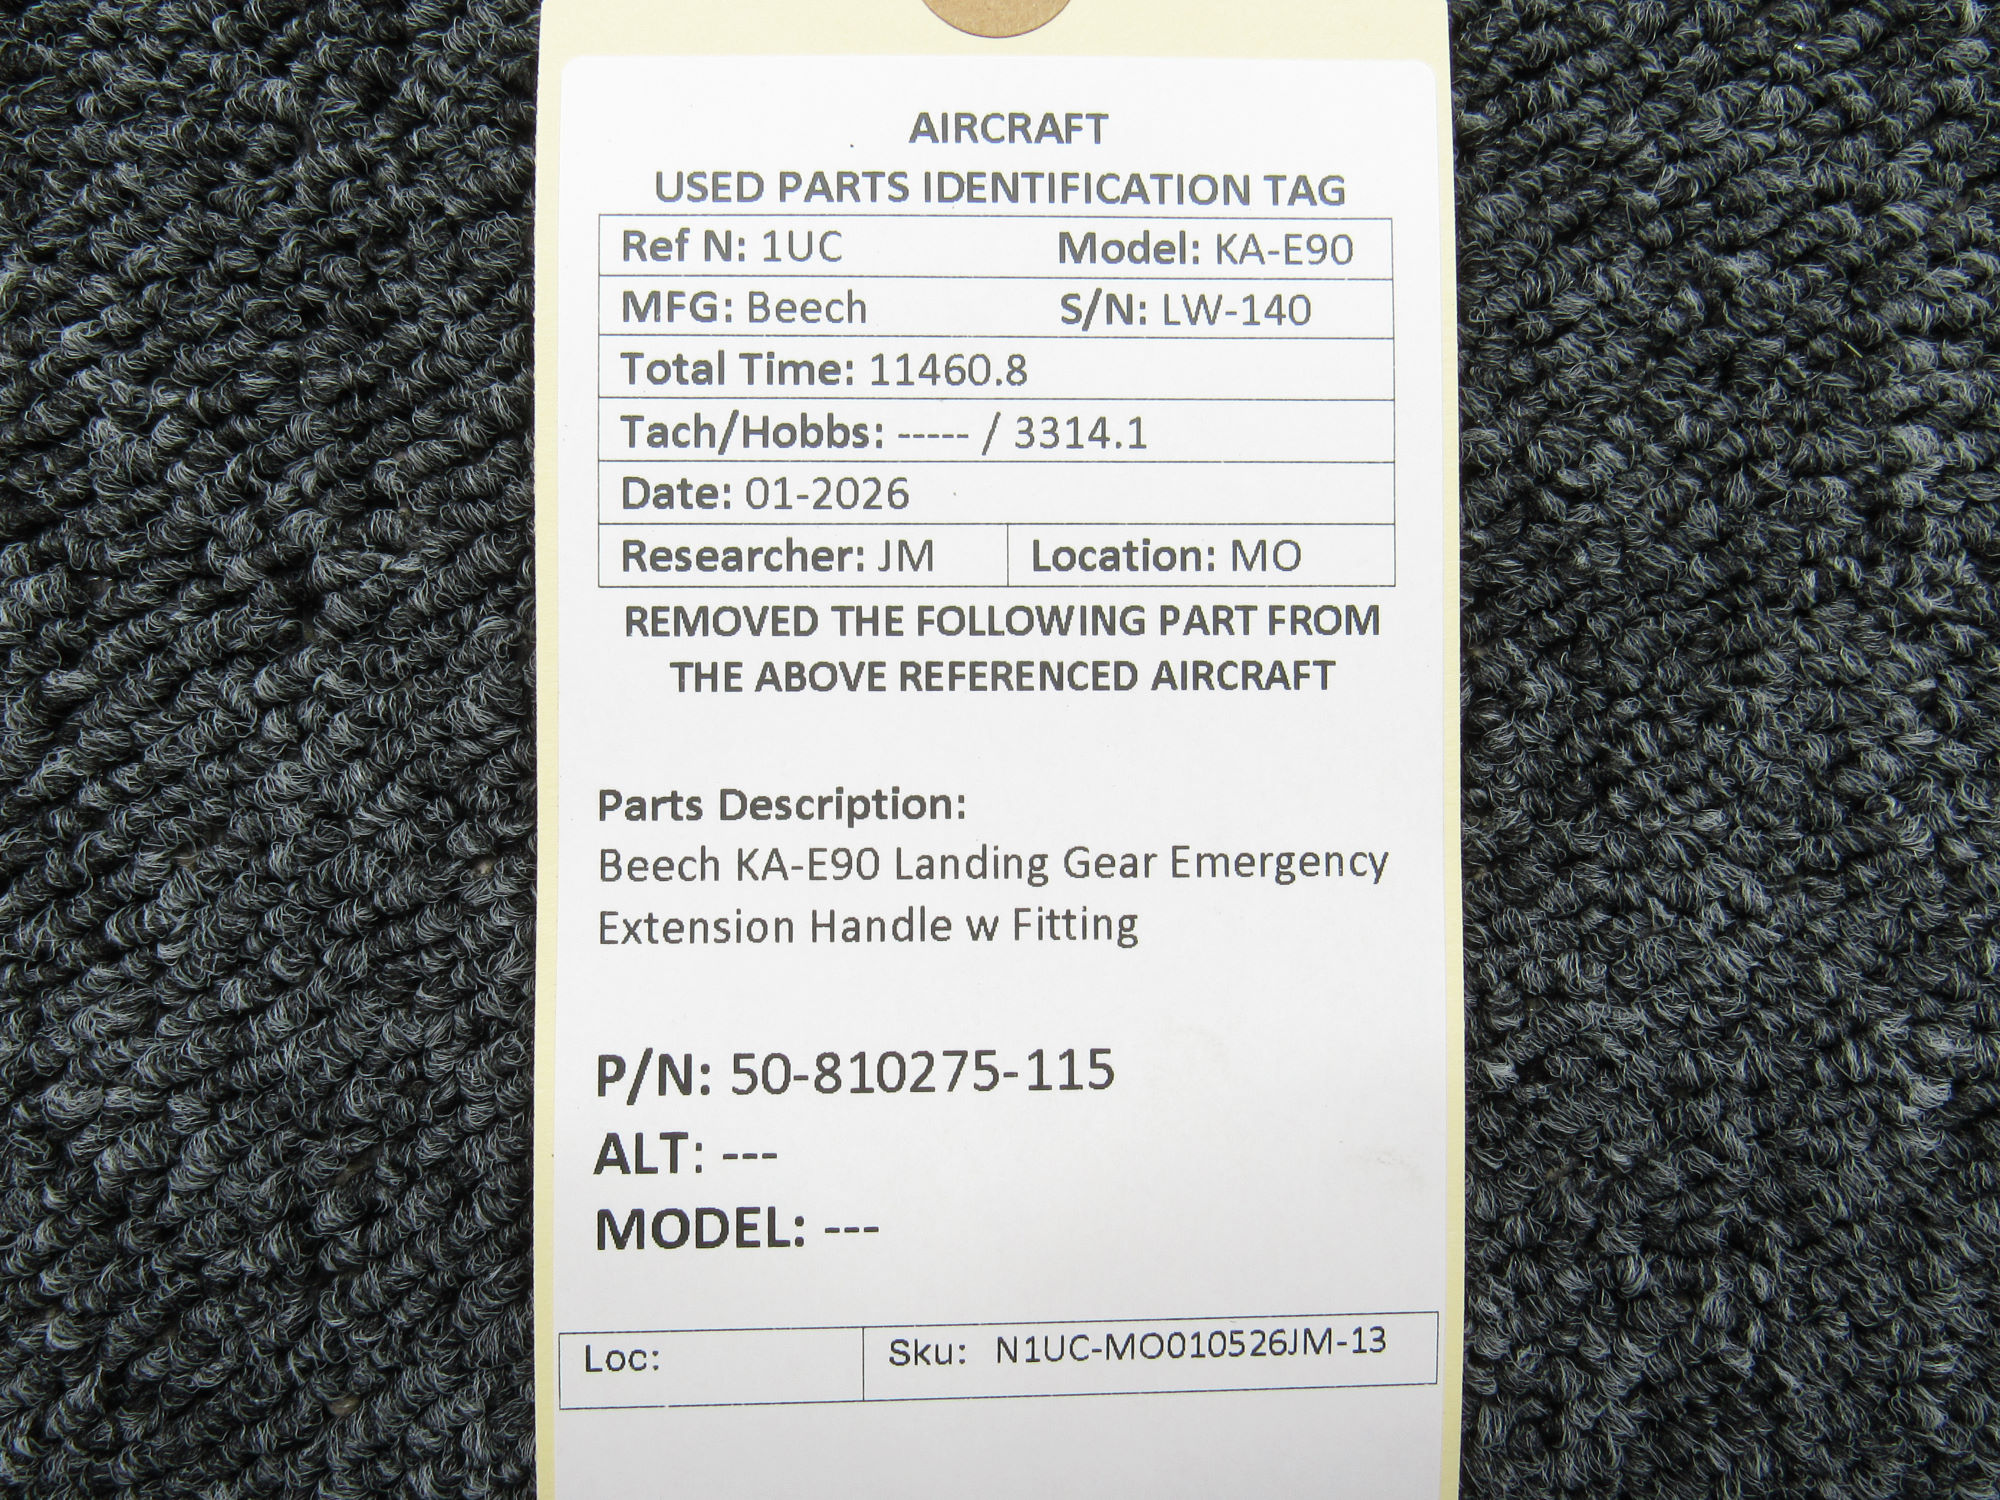 AIRCRAFT
USED PARTS IDENTIFICATION TAG
Ref N: 1UC Model: KA-E90
MFG: Beech S/N: LW-140
Total Time: 11460.8
Tach/Hobbs: ----- / 3314.1
Date: 01-2026
Researcher: JM Location: MO
REMOVED THE FOLLOWING PART FROM
THE ABOVE REFERENCED AIRCRAFT
Parts Description:
Beech KA-E90 Landing Gear Emergency
Extension Handle w Fitting
P/N: 50-810275-115
ALT: ---
MODEL: ---
Loc: Sku: N1UC-MO010526JM-13